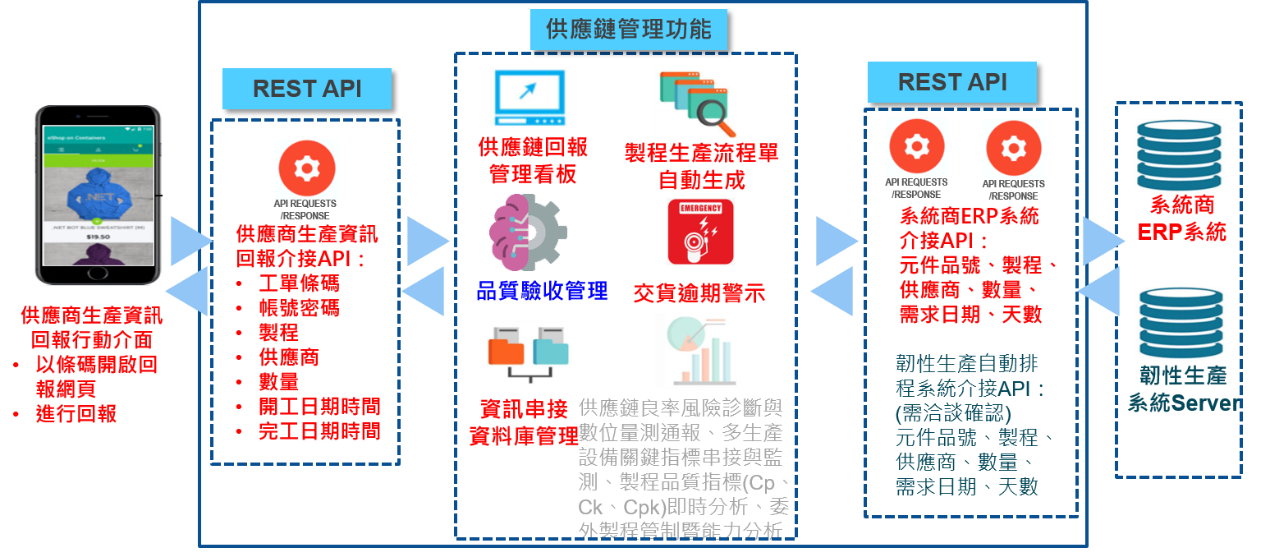 供應鏈管理功能
REST API
REST API
eShop on Containers
.NET BOT BLUE SWEATSHIRT (M)
$19.50
供應商生產資訊
回報行動介面
• 以條碼開啟回
報網頁
• 進行回報
API REQUESTS
/RESPONSE
供應商生產資訊
回報介接API：
• 工單條碼
• 帳號密碼
• 製程
• 供應商
• 數量
• 開工日期時間
• 完工日期時間
供應鏈回報
管理看板
製程生產流程單
自動生成
EMERGENCY
品質驗收管理
交貨逾期警示
資訊串接
資料庫管理
供應鏈良率風險診斷與
數位量測通報、多生產
設備關鍵指標串接與監
測、製程品質指標(Cp、
Ck、Cpk)即時分析、委
外製程管制暨能力分析
API REQUESTS
/RESPONSE
API REQUESTS
/RESPONSE
系統商ERP系統
介接API：
元件品號、製程、
供應商、數量、
需求日期、天數
韌性生產自動排
程系統介接API：
(需洽談確認)
元件品號、製程、
供應商、數量、
需求日期、天數
系統商
ERP系統
韌性生產
系統Server